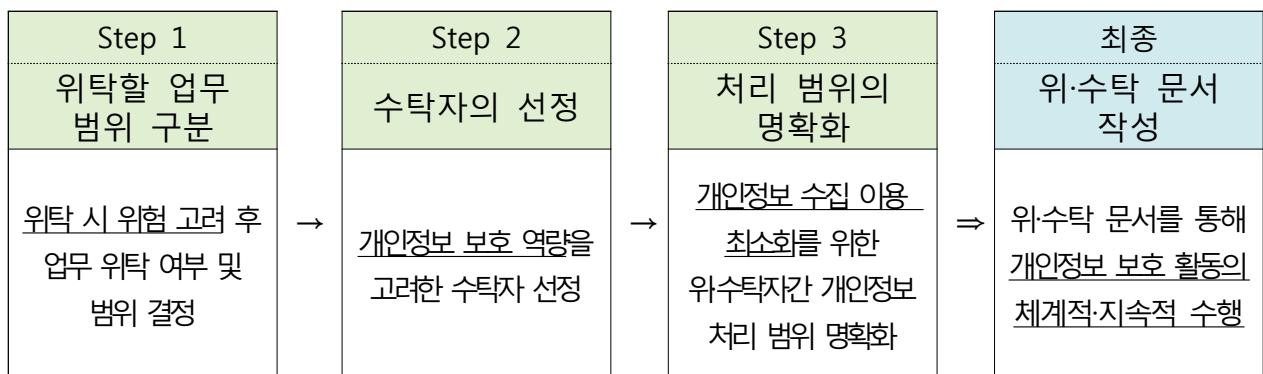 Step 1
위탁할 업무
범위 구분
위탁 시 위험 고려 후
업무 위탁 여부 및
범위 결정
→
Step 2
수탁자의 선정
개인정보 보호 역량을
고려한 수탁자 선정
→
Step 3
처리 범위의
명확화
개인정보 수집 이용
최소화를 위한
위·수탁자간 개인정보
처리 범위 명확화
⇒
최종
위·수탁 문서
작성
위·수탁 문서를 통해
개인정보 보호 활동의
체계적·지속적 수행